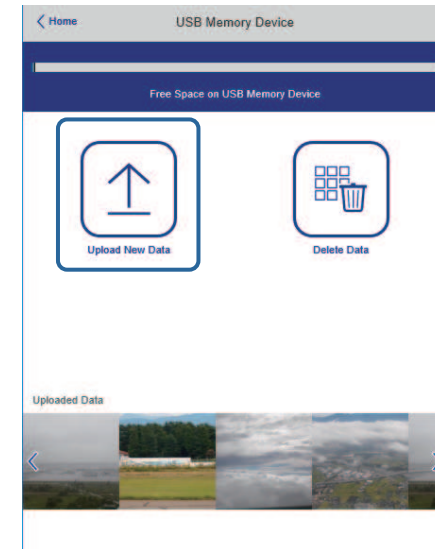 Home
USB Memory Device
Free Space on USB Memory Device
Upload New Data
Delete Data
Uploaded Data